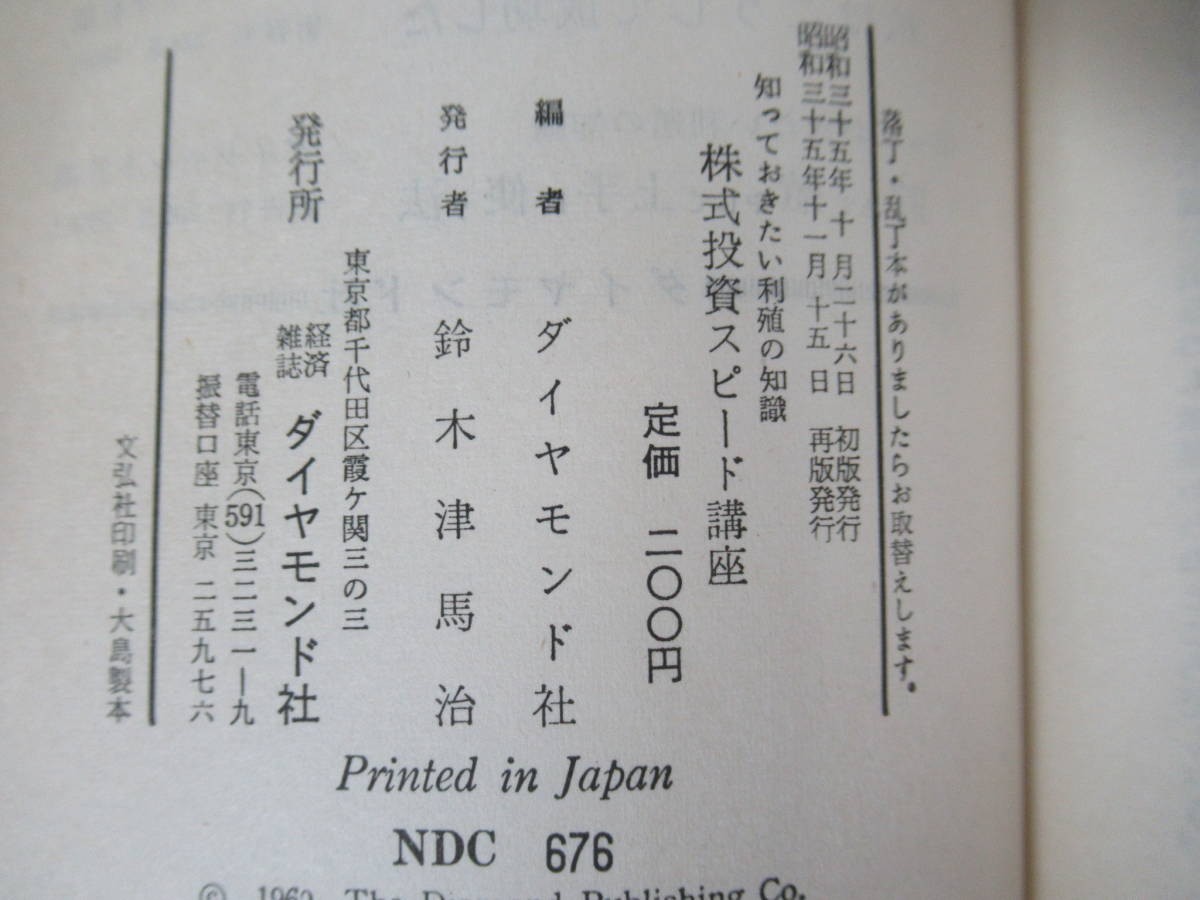 落丁・乱丁本がありましたらお取替えします。
昭和三十五年 十 月二十六日 初版発行
昭和三十五年十一月 十五 日 再版発行
知っておきたい利殖の知識
株式投資スピード講座
定価 二〇〇円
編者 ダイヤモンド社
発行者 鈴木津馬治
東京都千代田区霞ケ関三の三
発行所 経済雑誌 ダイヤモンド社
電話東京(591)三二三一ー九
振替口座 東京 二五九七六
文弘社印刷・大島製本
Printed in Japan
NDC 676
© 1960 The Diamond Publishing Co.